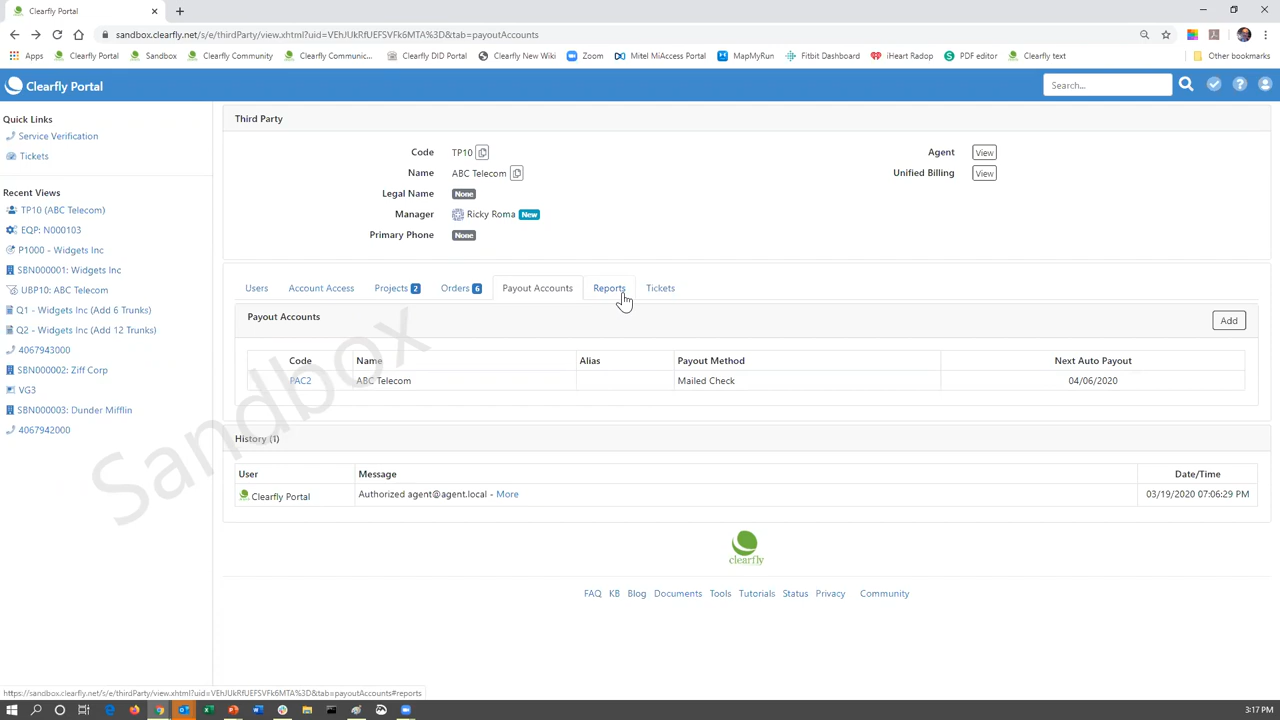 Clearfly Portal
sandbox.clearfly.net/s/e/thirdParty/view.xhtml?uid=VEhJUkRfUEFSVFk6MTA%3D&tab=payoutAccounts
Apps Clearfly Portal Sandbox Clearfly Community Clearfly Communic... Clearfly DID Portal Clearfly New Wiki Zoom Mitel MiAccess Portal MapMyRun Fitbit Dashboard iHeart Radop PDF editor Clearfly text Other bookmarks
Clearfly Portal Search...
Quick Links
Service Verification
Tickets
Recent Views
TP10 (ABC Telecom)
EQP: N000103
P1000 - Widgets Inc
SBN000001: Widgets Inc
UBP10: ABC Telecom
Q1 - Widgets Inc (Add 6 Trunks)
Q2 - Widgets Inc (Add 12 Trunks)
4067943000
SBN000002: Ziff Corp
VG3
SBN000003: Dunder Mifflin
4067942000
Third Party
Code TP10
Name ABC Telecom
Legal Name None
Manager Ricky Roma New
Primary Phone None
Agent View
Unified Billing View
Users Account Access Projects 2 Orders 6 Payout Accounts Reports Tickets
Payout Accounts Add
Code Name Alias Payout Method Next Auto Payout
PAC2 ABC Telecom Mailed Check 04/06/2020
History (1)
User Message Date/Time
Clearfly Portal Authorized agent@agent.local - More 03/19/2020 07:06:29 PM
Sandbox
clearfly
FAQ KB Blog Documents Tools Tutorials Status Privacy Community
https://sandbox.clearfly.net/s/e/thirdParty/view.xhtml?uid=VEhJUkRfUEFSVFk6MTA%3D&tab=payoutAccounts#reports
3:17 PM